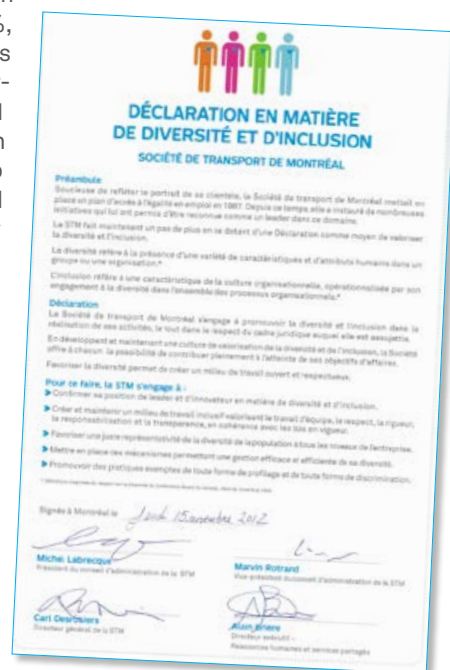 %,
s
DÉCLARATION EN MATIÈRE
DE DIVERSITÉ ET D'INCLUSION
SOCIÉTÉ DE TRANSPORT DE MONTRÉAL
Préambule
Soucieuse de refléter le portrait de sa clientèle, la Société de transport de Montréal mettait en
place un plan d'accès à l'égalité en emploi en 1987. Depuis ce temps, elle a instauré de nombreuses
initiatives qui lui ont permis d'être reconnue comme un leader dans ce domaine.
La STM fait maintenant un pas de plus en se dotant d'une Déclaration comme moyen de valoriser
la diversité et l'inclusion.
La diversité réfère à la présence d'une variété de caractéristiques et d'attributs humains dans un
groupe ou une organisation.*
L'inclusion réfère à une caractéristique de la culture organisationnelle, opérationnalisée par son
engagement à la diversité dans l'ensemble des processus organisationnels.*
Déclaration
La Société de transport de Montréal s'engage à promouvoir la diversité et l'inclusion dans la
réalisation de ses activités, le tout dans le respect du cadre juridique auquel elle est assujettie.
En développant et maintenant une culture de valorisation de la diversité et de l'inclusion, la Société
offre à chacun la possibilité de contribuer pleinement à l'atteinte de ses objectifs d'affaires.
Favoriser la diversité permet de créer un milieu de travail ouvert et respectueux.
Pour ce faire, la STM s'engage à :
Confirmer sa position de leader et d'innovateur en matière de diversité et d'inclusion.
Créer et maintenir un milieu de travail inclusif valorisant le travail d'équipe, le respect, la rigueur,
la responsabilisation et la transparence, en cohérence avec les lois en vigueur.
Favoriser une juste représentativité de la diversité de la population à tous les niveaux de l'entreprise.
Mettre en place des mécanismes permettant une gestion efficace et efficiente de sa diversité.
Promouvoir des pratiques exemptes de toute forme de profilage et de toute forme de discrimination.
Signée à Montréal le Jeudi 15 novembre 2012
Michel Labrecque
Président du conseil d'administration de la STM
Marvin Rotrand
Vice-président du conseil d'administration de la STM
Carl Desrosiers
Directeur général de la STM
Alain Brière
Directeur exécutif –
Ressources humaines et services partagés